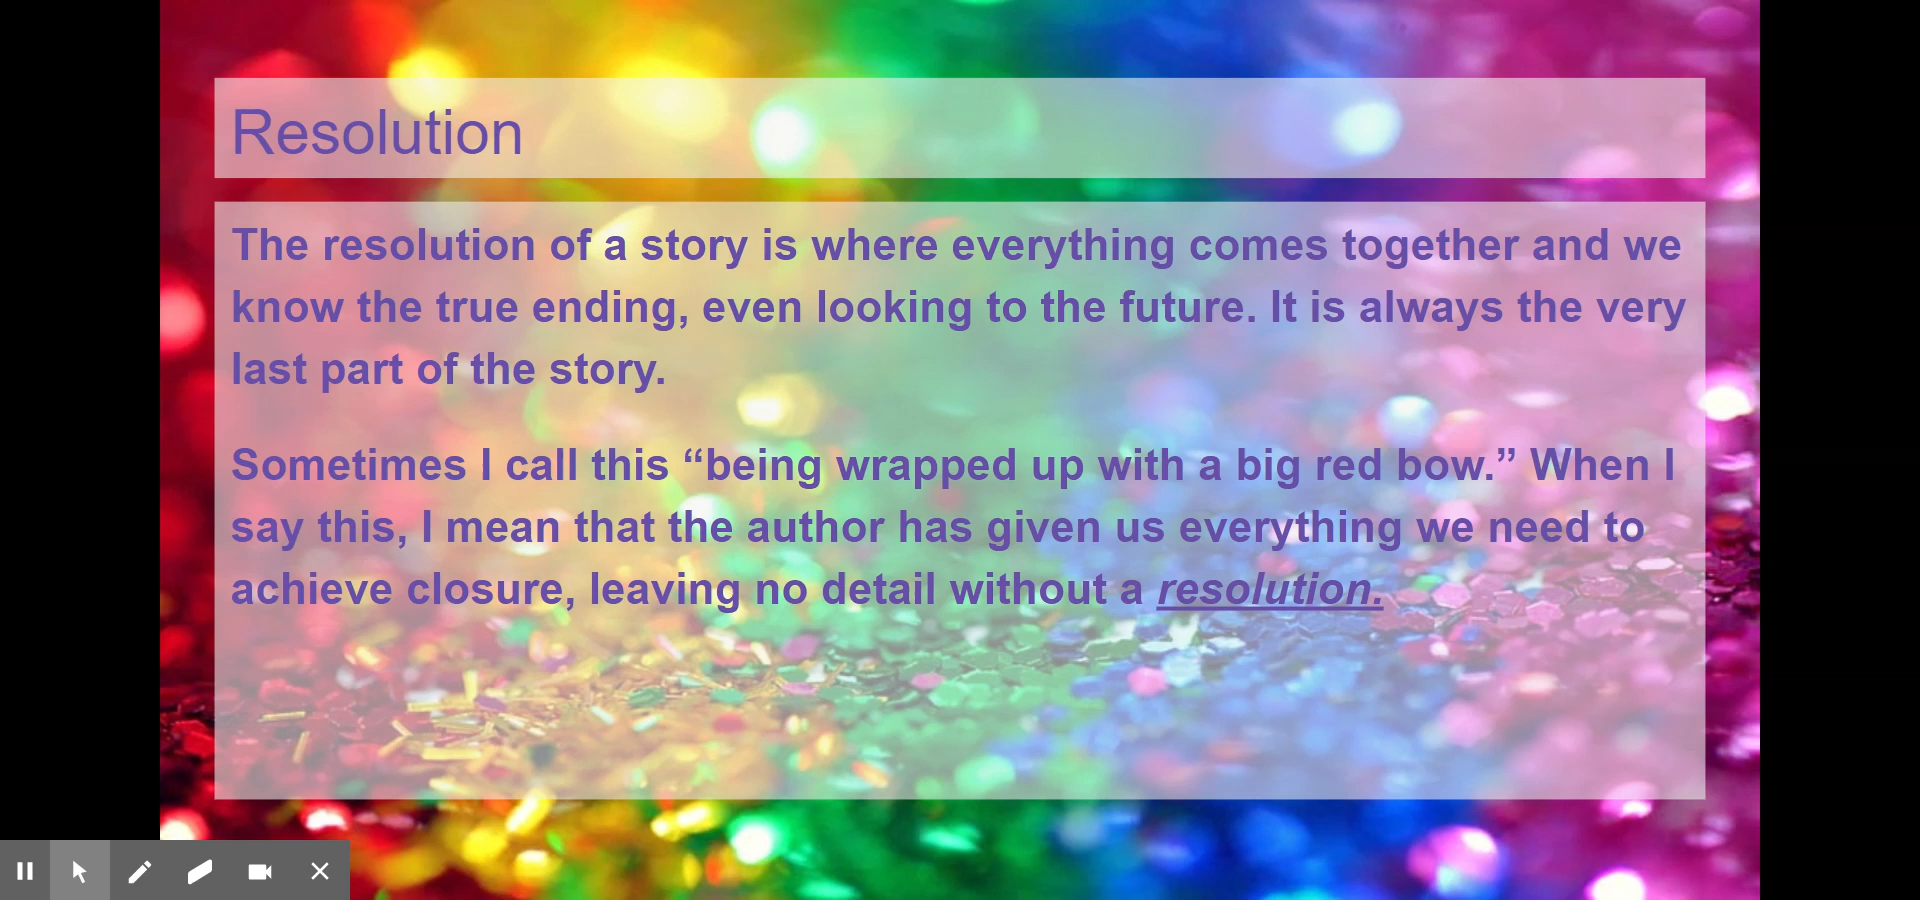 Resolution
The resolution of a story is where everything comes together and we
know the true ending, even looking to the future. It is always the very
last part of the story.
Sometimes I call this “being wrapped up with a big red bow.” When I
say this, I mean that the author has given us everything we need to
achieve closure, leaving no detail without a resolution.